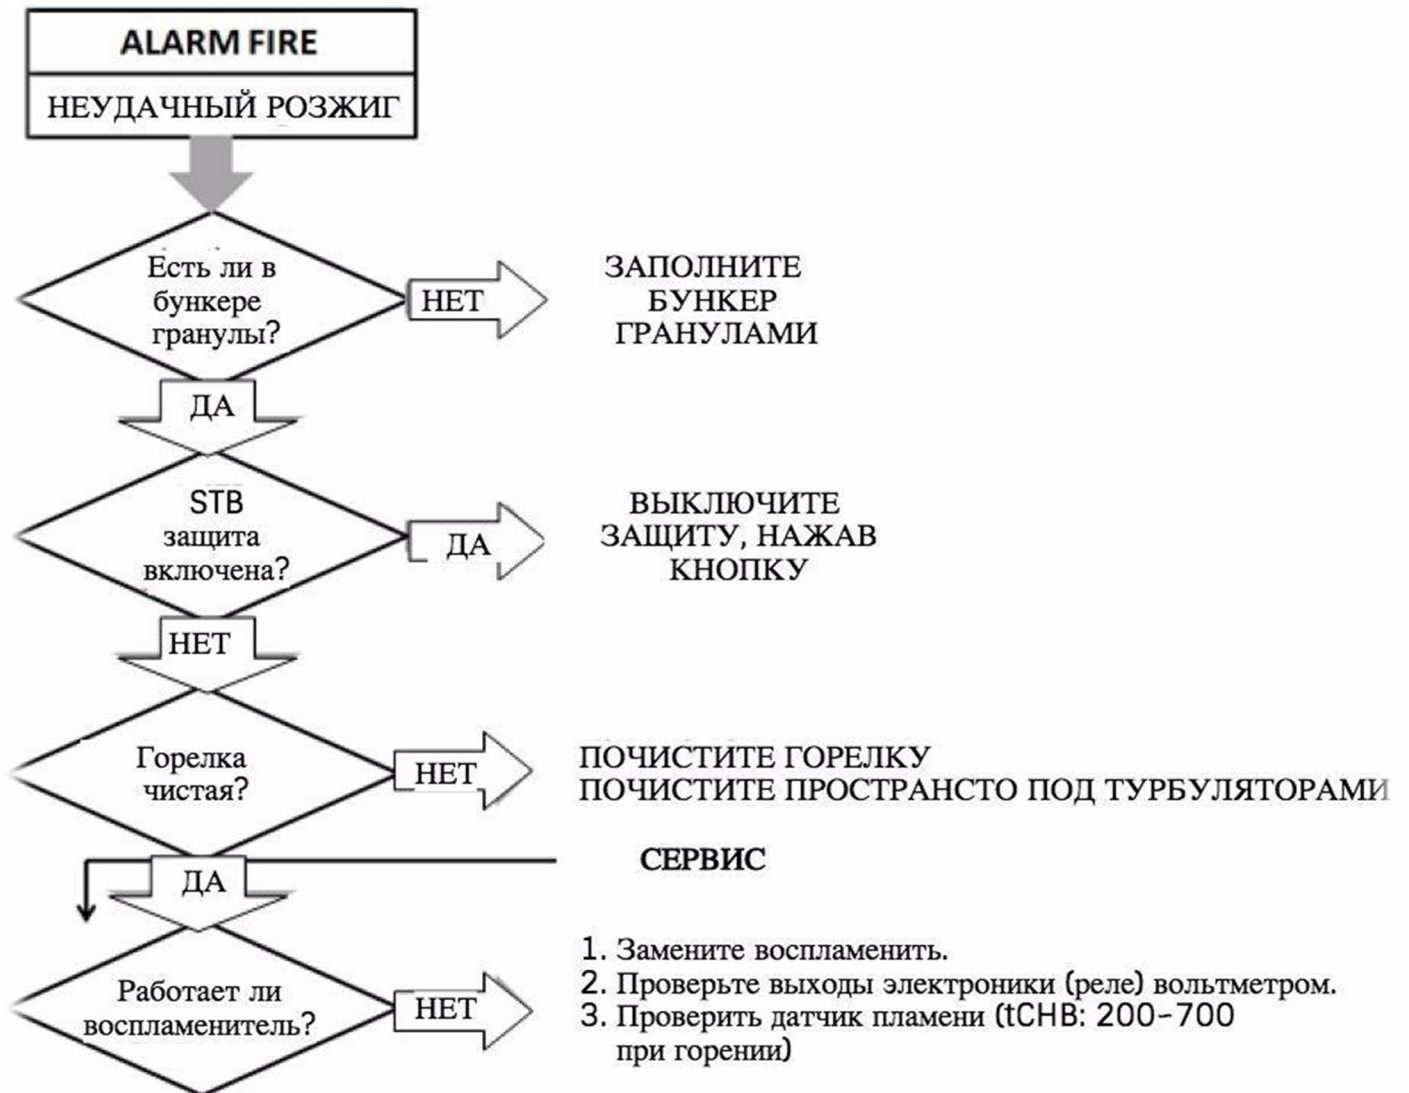 ALARM FIRE
НЕУДАЧНЫЙ РОЗЖИГ
Есть ли в
бункере
гранулы?
НЕТ
ЗАПОЛНИТЕ
БУНКЕР
ГРАНУЛАМИ
ДА
STB
защита
включена?
ДА
ВЫКЛЮЧИТЕ
ЗАЩИТУ, НАЖАВ
КНОПКУ
НЕТ
Горелка
чистая?
НЕТ
ПОЧИСТИТЕ ГОРЕЛКУ
ПОЧИСТИТЕ ПРОСТРАНСТО ПОД ТУРБУЛЯТОРАМИ
СЕРВИС
ДА
Работает ли
воспламенитель?
НЕТ
1. Замените воспламенить.
2. Проверьте выходы электроники (реле) вольтметром.
3. Проверить датчик пламени (tCHB: 200-700
при горении)